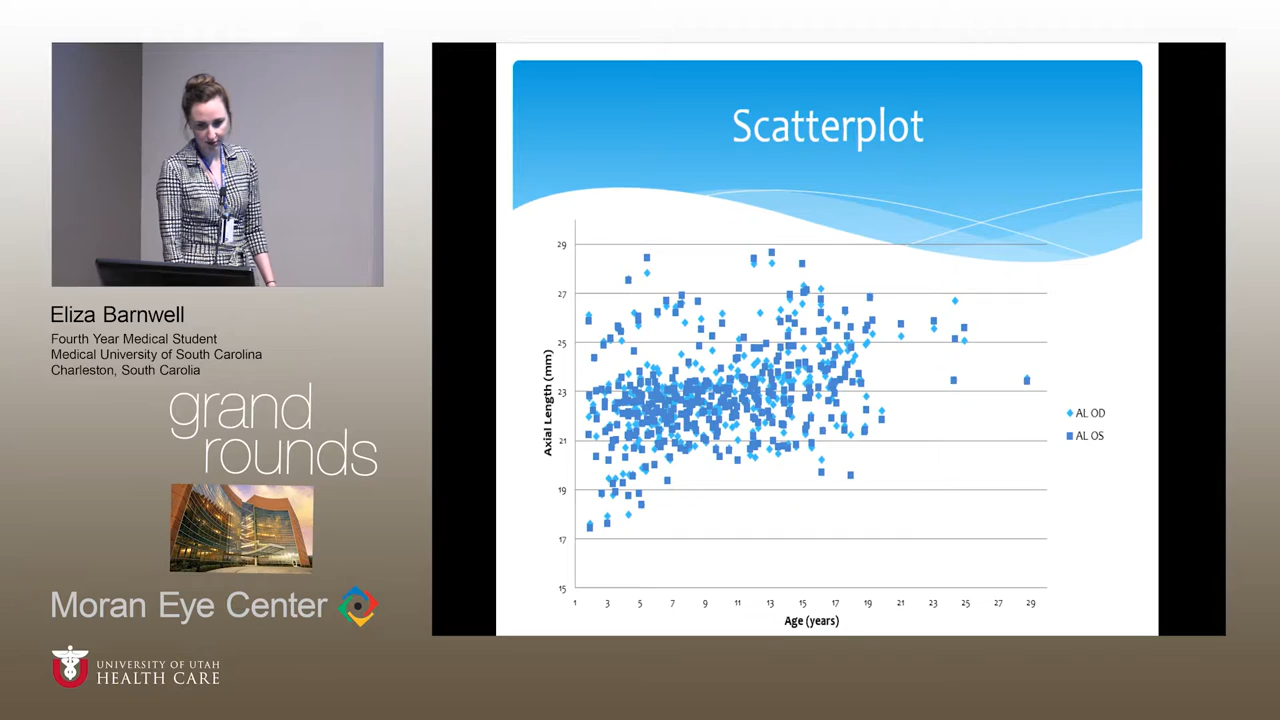 Eliza Barnwell
Fourth Year Medical Student
Medical University of South Carolina
Charleston, South Carolia
grand
rounds
Moran Eye Center
UNIVERSITY OF UTAH
HEALTH CARE
Scatterplot
29
27
25
23
21
19
17
15
Axial Length (mm)
1 3 5 7 9 11 13 15 17 19 21 23 25 27 29
Age (years)
AL OD
AL OS